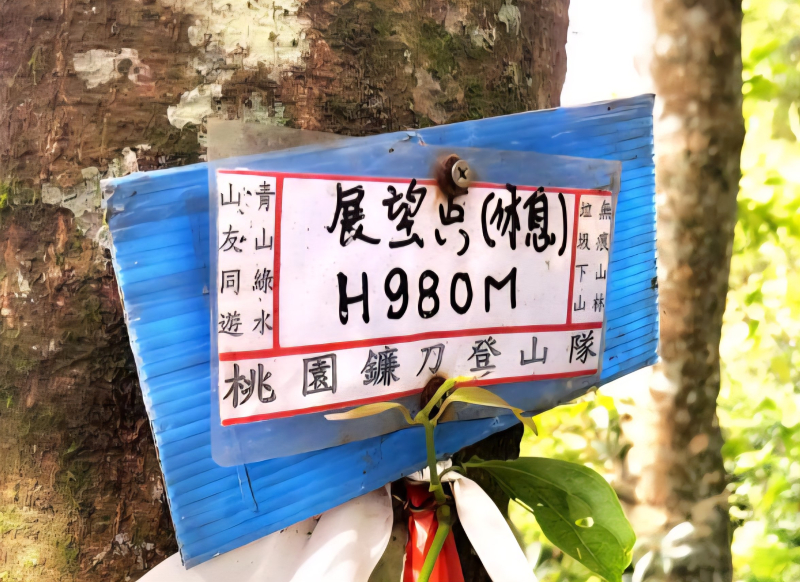 展望点(休息)
H980M
青山綠水
山友同遊
無痕山林
垃圾下山
桃園鐮刀登山隊